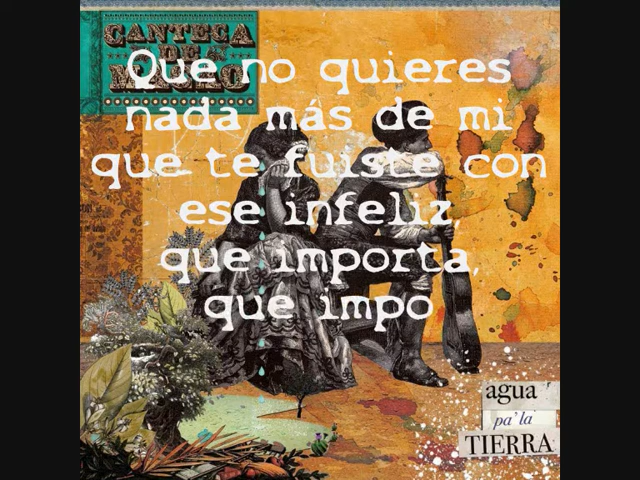 CANTECA
DE
MACAO
Que no quieres
nada más de mi
que te fuiste con
ese infeliz,
que importa,
que impo
agua
pa' la
TIERRA